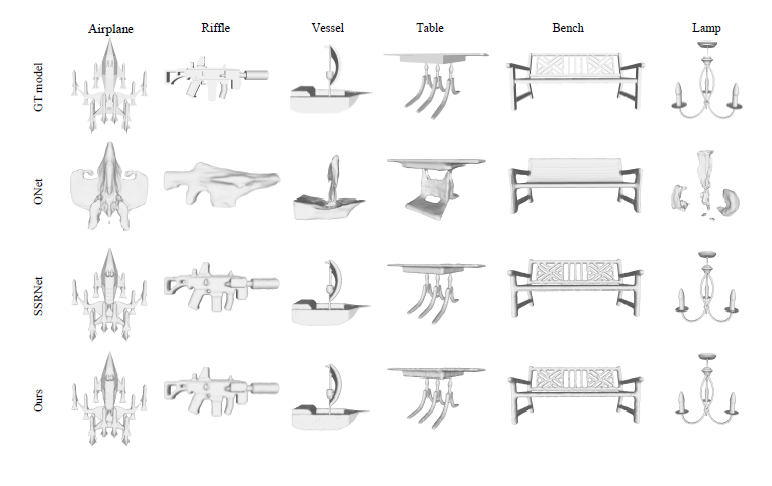 Airplane Riffle Vessel Table Bench Lamp
GT model
ONet
SSRNet
Ours